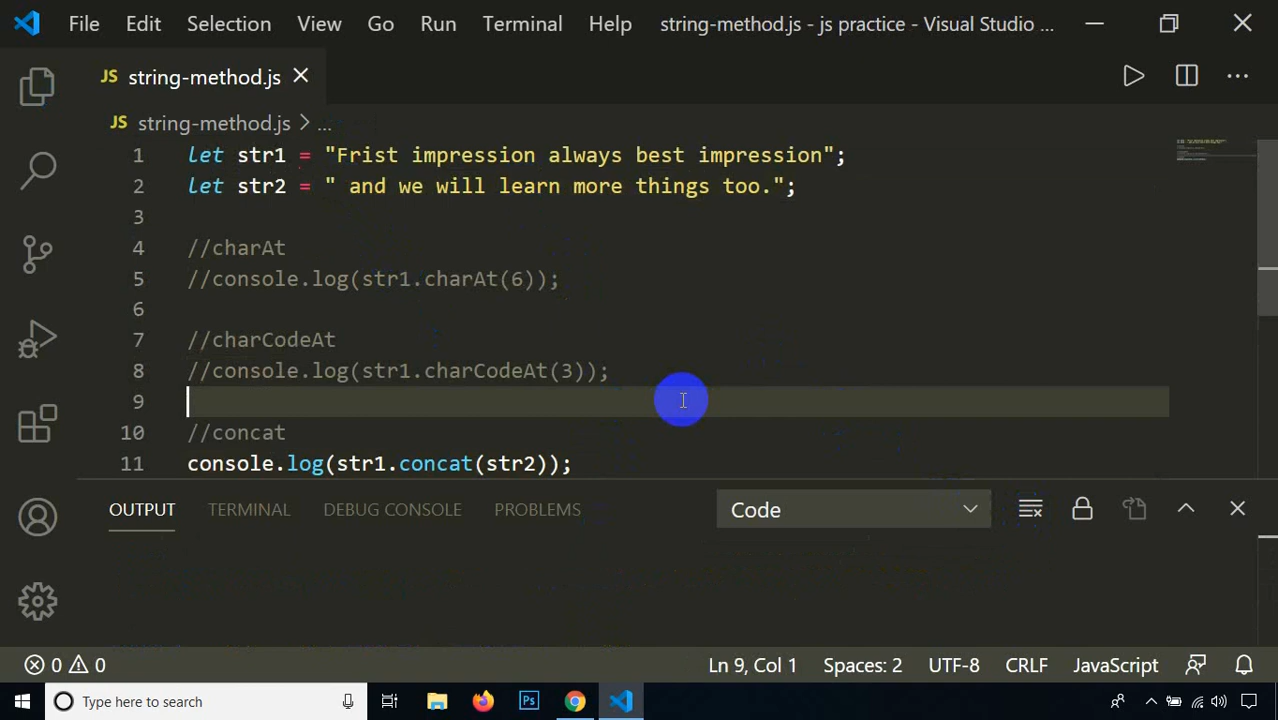 File Edit Selection View Go Run Terminal Help string-method.js - js practice - Visual Studio ...
JS string-method.js
JS string-method.js > ...
1 let str1 = "Frist impression always best impression";
2 let str2 = " and we will learn more things too.";
3
4 //charAt
5 //console.log(str1.charAt(6));
6
7 //charCodeAt
8 //console.log(str1.charCodeAt(3));
9
10 //concat
11 console.log(str1.concat(str2));
OUTPUT TERMINAL DEBUG CONSOLE PROBLEMS Code
0 0 Ln 9, Col 1 Spaces: 2 UTF-8 CRLF JavaScript
Type here to search Ps